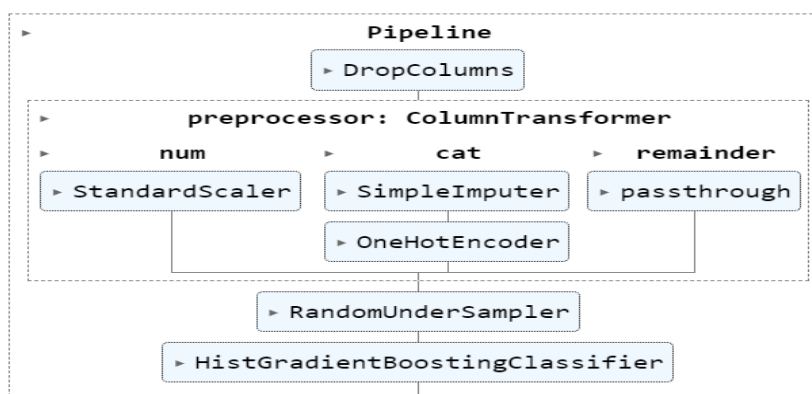 Pipeline
DropColumns
preprocessor: ColumnTransformer
num cat remainder
StandardScaler SimpleImputer passthrough
OneHotEncoder
RandomUnderSampler
HistGradientBoostingClassifier